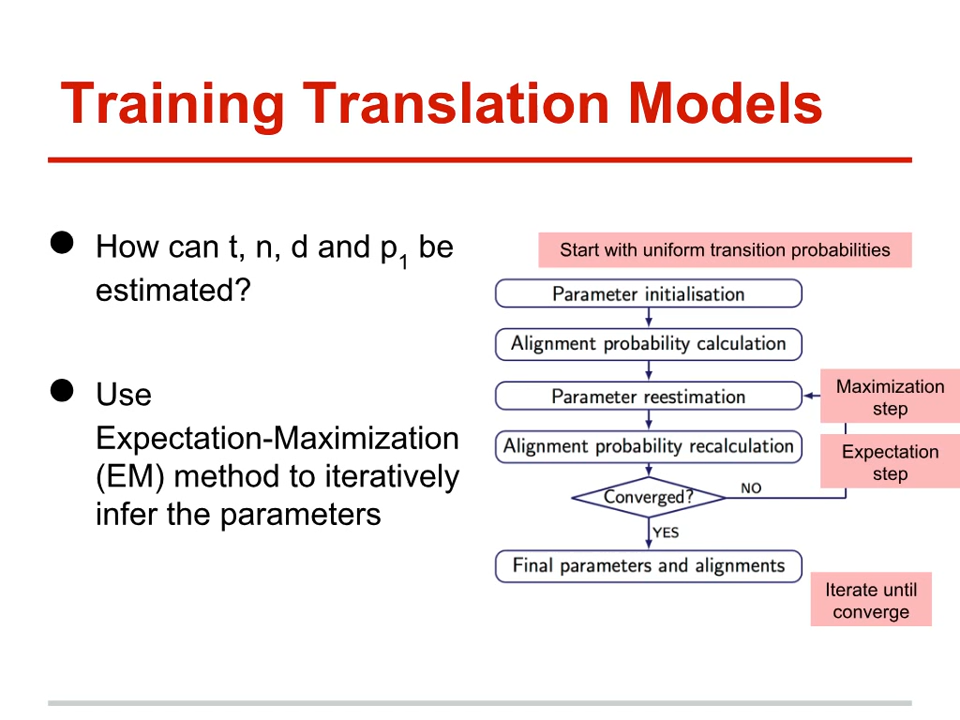 Training Translation Models
● How can t, n, d and p1 be
estimated?
● Use
Expectation-Maximization
(EM) method to iteratively
infer the parameters
Start with uniform transition probabilities
Parameter initialisation
Alignment probability calculation
Parameter reestimation
Maximization
step
Alignment probability recalculation
Expectation
step
Converged?
NO
YES
Final parameters and alignments
Iterate until
converge